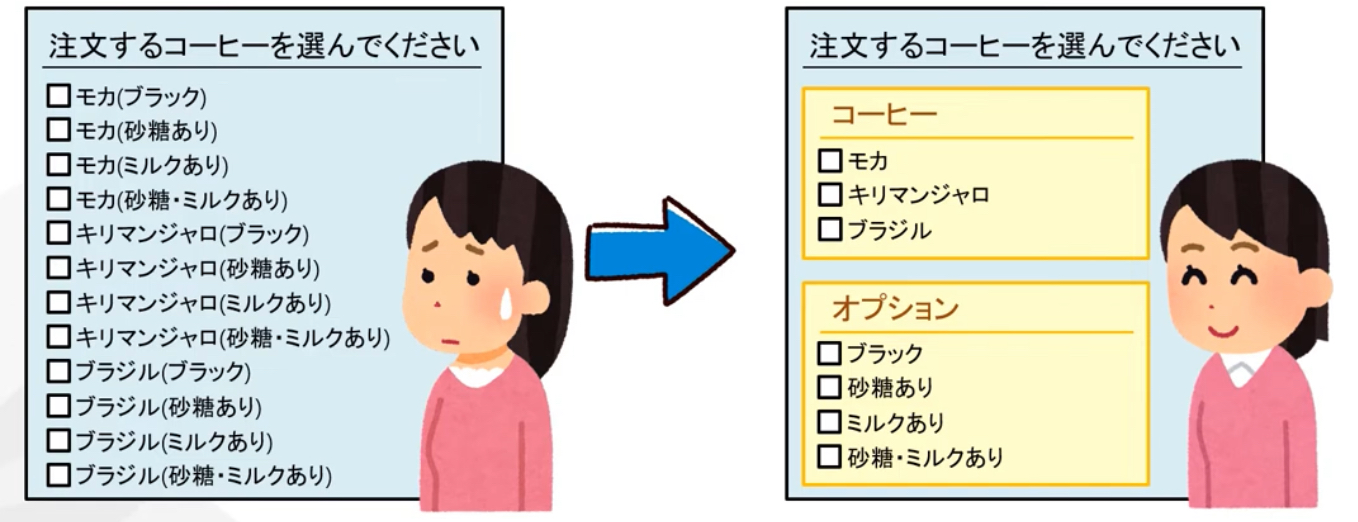 注文するコーヒーを選んでください
モカ(ブラック)
モカ(砂糖あり)
モカ(ミルクあり)
モカ(砂糖・ミルクあり)
キリマンジャロ(ブラック)
キリマンジャロ(砂糖あり)
キリマンジャロ(ミルクあり)
キリマンジャロ(砂糖・ミルクあり)
ブラジル(ブラック)
ブラジル(砂糖あり)
ブラジル(ミルクあり)
ブラジル(砂糖・ミルクあり)
注文するコーヒーを選んでください
コーヒー
モカ
キリマンジャロ
ブラジル
オプション
ブラック
砂糖あり
ミルクあり
砂糖・ミルクあり